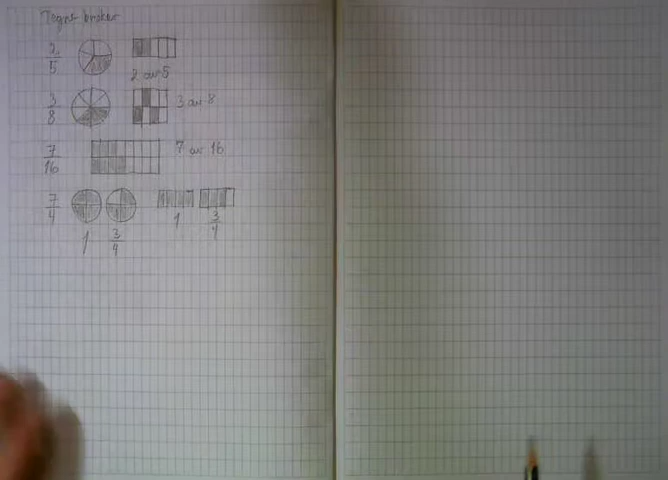 Tegne brøker
2/5 2 av 5
3/8 3 av 8
7/16 7 av 16
7/4 1 3/4 1 3/4